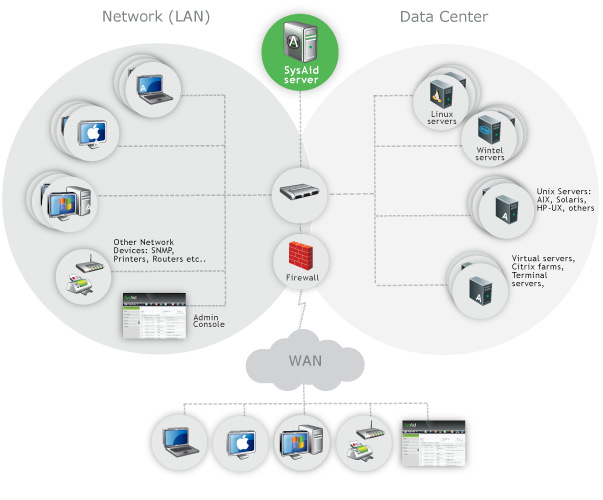 Network (LAN)
Data Center
SysAid
server
Linux
servers
Wintel
servers
Unix Servers:
AIX, Solaris,
HP-UX, others
Other Network
Devices: SNMP,
Printers, Routers etc..
Virtual servers,
Citrix farms,
Terminal
servers,
Firewall
Admin
Console
WAN